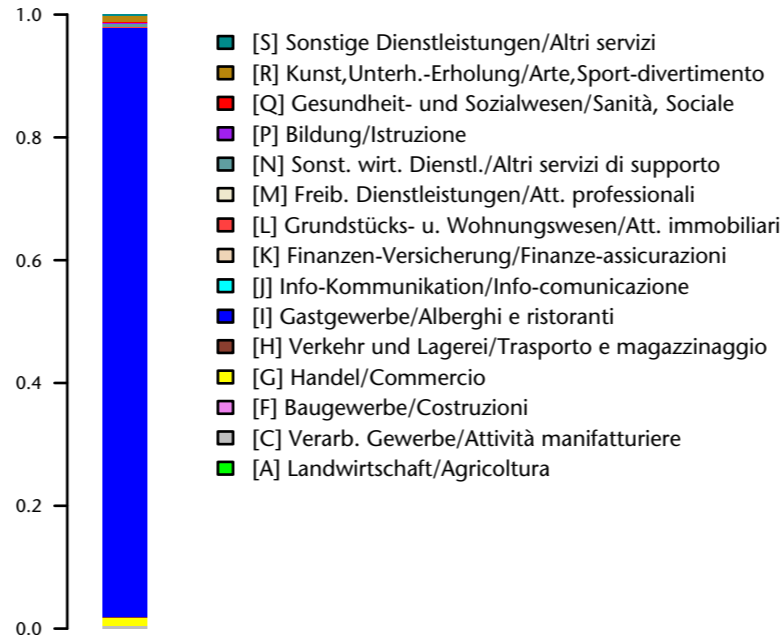 1.0
0.8
0.6
0.4
0.2
0.0
[S] Sonstige Dienstleistungen/Altri servizi
[R] Kunst,Unterh.-Erholung/Arte,Sport-divertimento
[Q] Gesundheit- und Sozialwesen/Sanità, Sociale
[P] Bildung/Istruzione
[N] Sonst. wirt. Dienstl./Altri servizi di supporto
[M] Freib. Dienstleistungen/Att. professionali
[L] Grundstücks- u. Wohnungswesen/Att. immobiliari
[K] Finanzen-Versicherung/Finanze-assicurazioni
[J] Info-Kommunikation/Info-comunicazione
[I] Gastgewerbe/Alberghi e ristoranti
[H] Verkehr und Lagerei/Trasporto e magazzinaggio
[G] Handel/Commercio
[F] Baugewerbe/Costruzioni
[C] Verarb. Gewerbe/Attività manifatturiere
[A] Landwirtschaft/Agricoltura